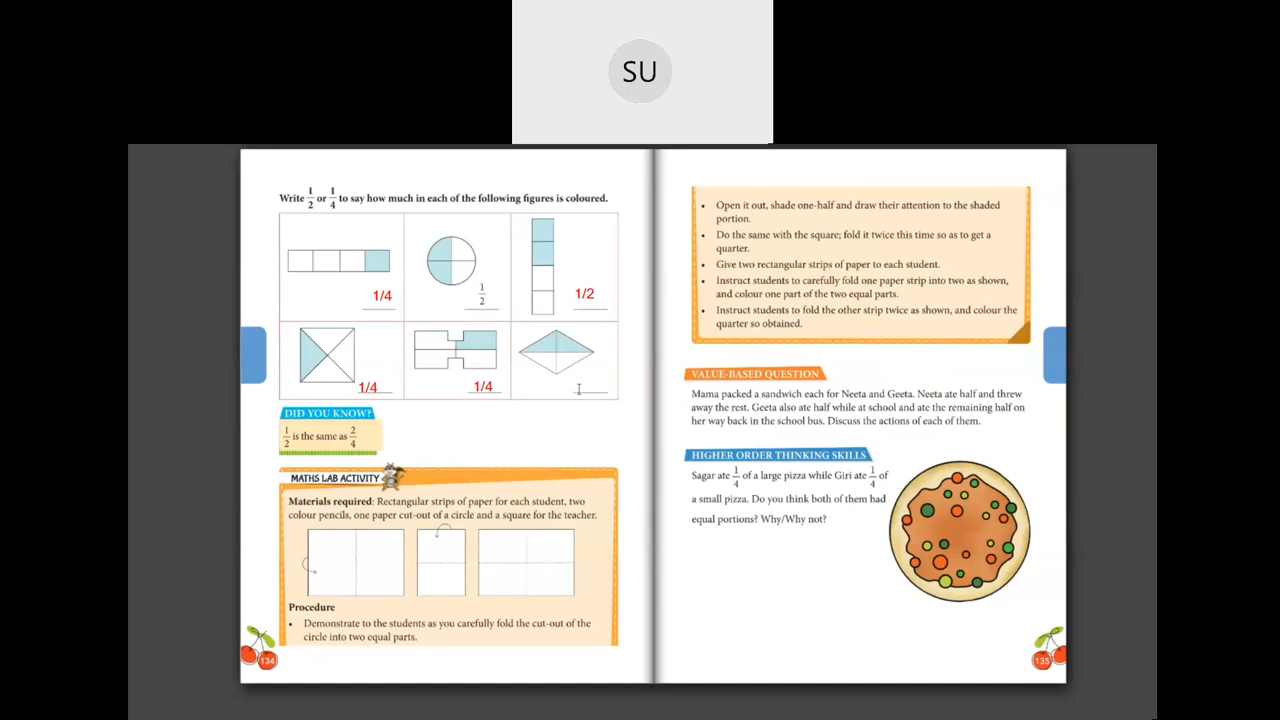 SU
Write 1/2 or 1/4 to say how much in each of the following figures is coloured.
1/4
1/2
1/2
1/4
1/4
DID YOU KNOW?
1/2 is the same as 2/4
MATHS LAB ACTIVITY
Materials required: Rectangular strips of paper for each student, two
colour pencils, one paper cut-out of a circle and a square for the teacher.
Procedure
• Demonstrate to the students as you carefully fold the cut-out of the
circle into two equal parts.
134
• Open it out, shade one-half and draw their attention to the shaded
portion.
• Do the same with the square; fold it twice this time so as to get a
quarter.
• Give two rectangular strips of paper to each student.
• Instruct students to carefully fold one paper strip into two as shown,
and colour one part of the two equal parts.
• Instruct students to fold the other strip twice as shown, and colour the
quarter so obtained.
VALUE-BASED QUESTION
Mama packed a sandwich each for Neeta and Geeta. Neeta ate half and threw
away the rest. Geeta also ate half while at school and ate the remaining half on
her way back in the school bus. Discuss the actions of each of them.
HIGHER ORDER THINKING SKILLS
Sagar ate 1/4 of a large pizza while Giri ate 1/4 of
a small pizza. Do you think both of them had
equal portions? Why/Why not?
135